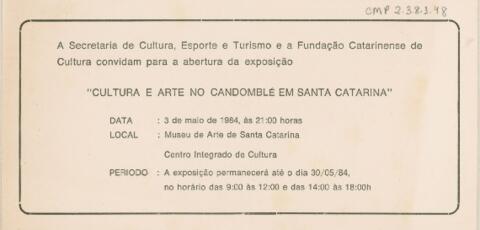 CMP 2.3.8.1.48
A Secretaria de Cultura, Esporte e Turismo e a Fundação Catarinense de
Cultura convidam para a abertura da exposição
"CULTURA E ARTE NO CANDOMBLÉ EM SANTA CATARINA"
DATA : 3 de maio de 1984, às 21:00 horas
LOCAL : Museu de Arte de Santa Catarina
Centro Integrado de Cultura
PERIODO : A exposição permanecerá até o dia 30/05/84,
no horário das 9:00 às 12:00 e das 14:00 às 18:00h